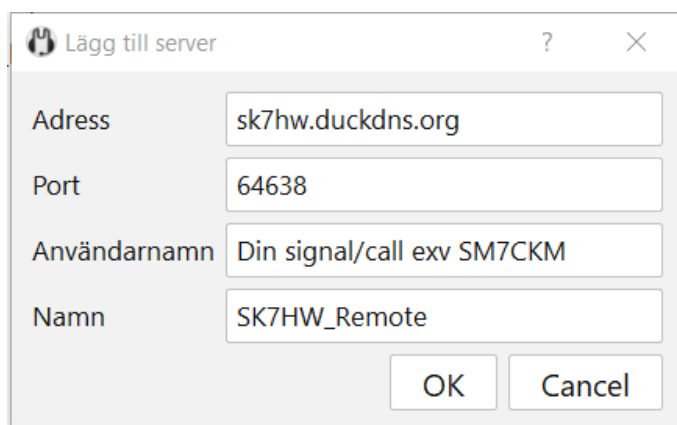 Lägg till server
Adress sk7hw.duckdns.org
Port 64638
Användarnamn Din signal/call exv SM7CKM
Namn SK7HW_Remote
OK Cancel